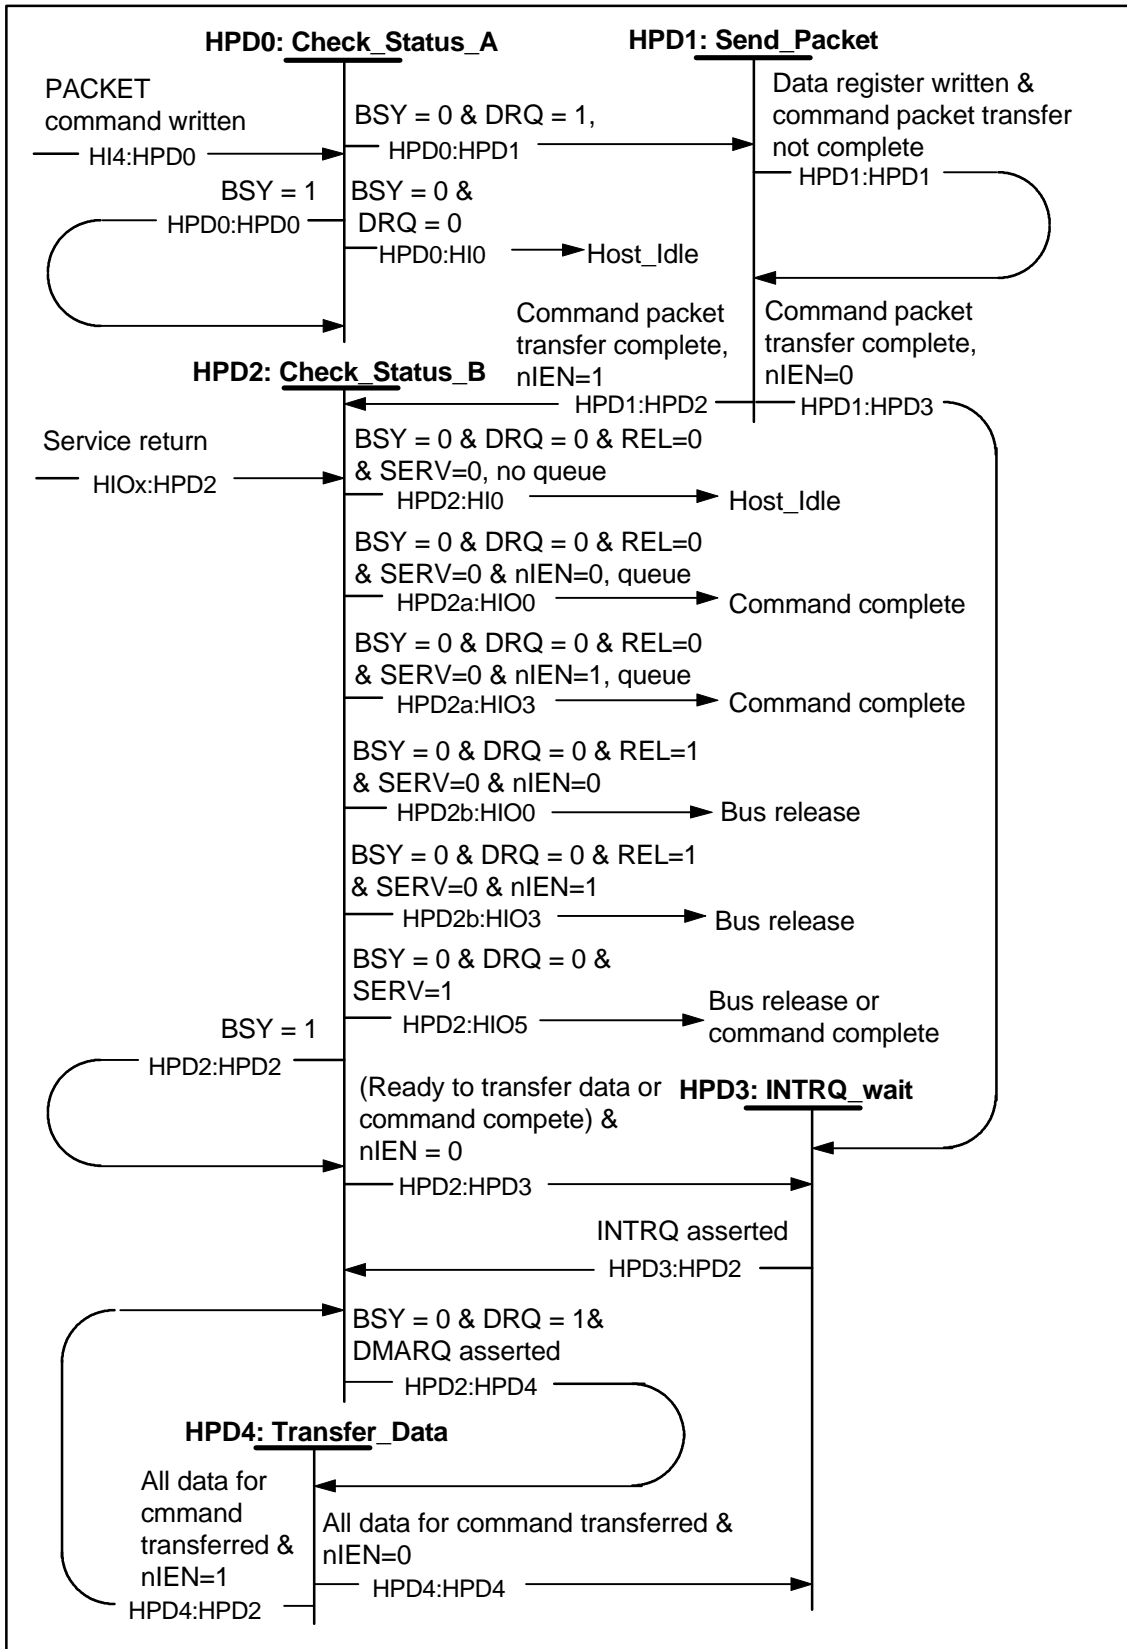 HPD0: Check_Status_A
HPD1: Send_Packet
PACKET
command written
HI4:HPD0
BSY = 0 & DRQ = 1,
HPD0:HPD1
Data register written &
command packet transfer
not complete
HPD1:HPD1
BSY = 1
HPD0:HPD0
BSY = 0 &
DRQ = 0
HPD0:HI0
Host_Idle
Command packet
transfer complete,
nIEN=1
HPD1:HPD2
Command packet
transfer complete,
nIEN=0
HPD1:HPD3
HPD2: Check_Status_B
Service return
HIOx:HPD2
BSY = 0 & DRQ = 0 & REL=0
& SERV=0, no queue
HPD2:HI0
Host_Idle
BSY = 0 & DRQ = 0 & REL=0
& SERV=0 & nIEN=0, queue
HPD2a:HIO0
Command complete
BSY = 0 & DRQ = 0 & REL=0
& SERV=0 & nIEN=1, queue
HPD2a:HIO3
Command complete
BSY = 0 & DRQ = 0 & REL=1
& SERV=0 & nIEN=0
HPD2b:HIO0
Bus release
BSY = 0 & DRQ = 0 & REL=1
& SERV=0 & nIEN=1
HPD2b:HIO3
Bus release
BSY = 0 & DRQ = 0 &
SERV=1
HPD2:HIO5
Bus release or
command complete
BSY = 1
HPD2:HPD2
(Ready to transfer data or
command compete) &
nIEN = 0
HPD2:HPD3
HPD3: INTRQ_wait
INTRQ asserted
HPD3:HPD2
BSY = 0 & DRQ = 1&
DMARQ asserted
HPD2:HPD4
HPD4: Transfer_Data
All data for
cmmand
transferred &
nIEN=1
HPD4:HPD2
All data for command transferred &
nIEN=0
HPD4:HPD4